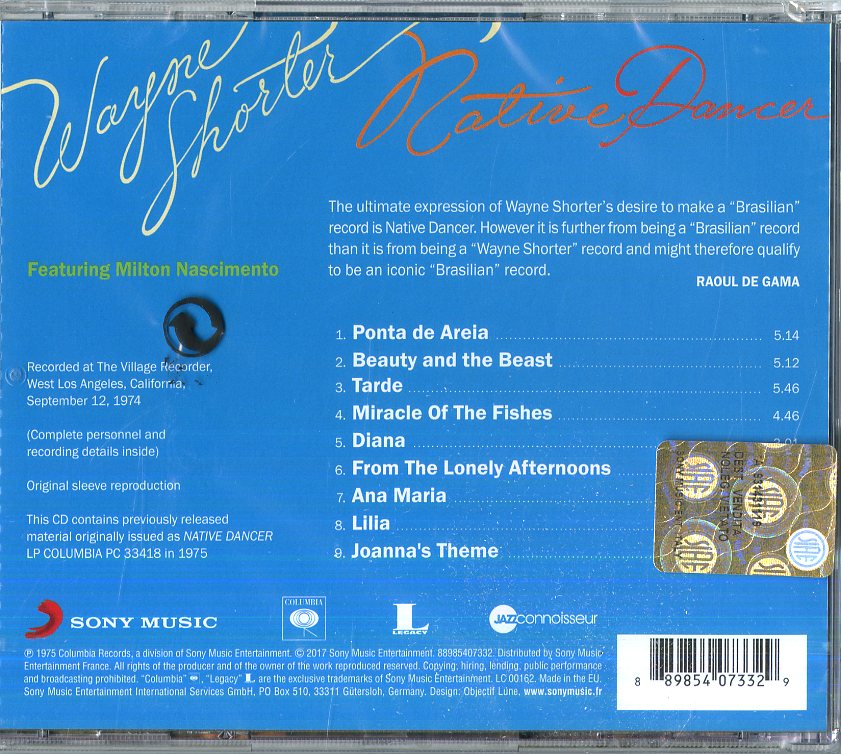 Wayne
Shorter
Native Dancer
The ultimate expression of Wayne Shorter's desire to make a "Brasilian"
record is Native Dancer. However it is further from being a "Brasilian" record
than it is from being a "Wayne Shorter" record and might therefore qualify
to be an iconic "Brasilian" record.
RAOUL DE GAMA
Featuring Milton Nascimento
Recorded at The Village Recorder,
West Los Angeles, California,
September 12, 1974
(Complete personnel and
recording details inside)
Original sleeve reproduction
This CD contains previously released
material originally issued as NATIVE DANCER
LP COLUMBIA PC 33418 in 1975
1. Ponta de Areia 5.14
2. Beauty and the Beast 5.12
3. Tarde 5.46
4. Miracle Of The Fishes 4.46
5. Diana
6. From The Lonely Afternoons
7. Ana Maria
8. Lilia
9. Joanna's Theme
DEST. VENDITA
NOLEGGIO VIETATO
SIAE
SONY MUSIC
COLUMBIA
L
LEGACY
JAZZconnoisseur
℗ 1975 Columbia Records, a division of Sony Music Entertainment. © 2017 Sony Music Entertainment. 88985407332. Distributed by Sony Music
Entertainment France. All rights of the producer and of the owner of the work reproduced reserved. Copying, hiring, lending, public performance
and broadcasting prohibited. "Columbia" , "Legacy" L are the exclusive trademarks of Sony Music Entertainment. LC 00162. Made in the EU.
Sony Music Entertainment International Services GmbH, PO Box 510, 33311 Gütersloh, Germany. Design: Objectif Lune. www.sonymusic.fr
8 89854 07332 9